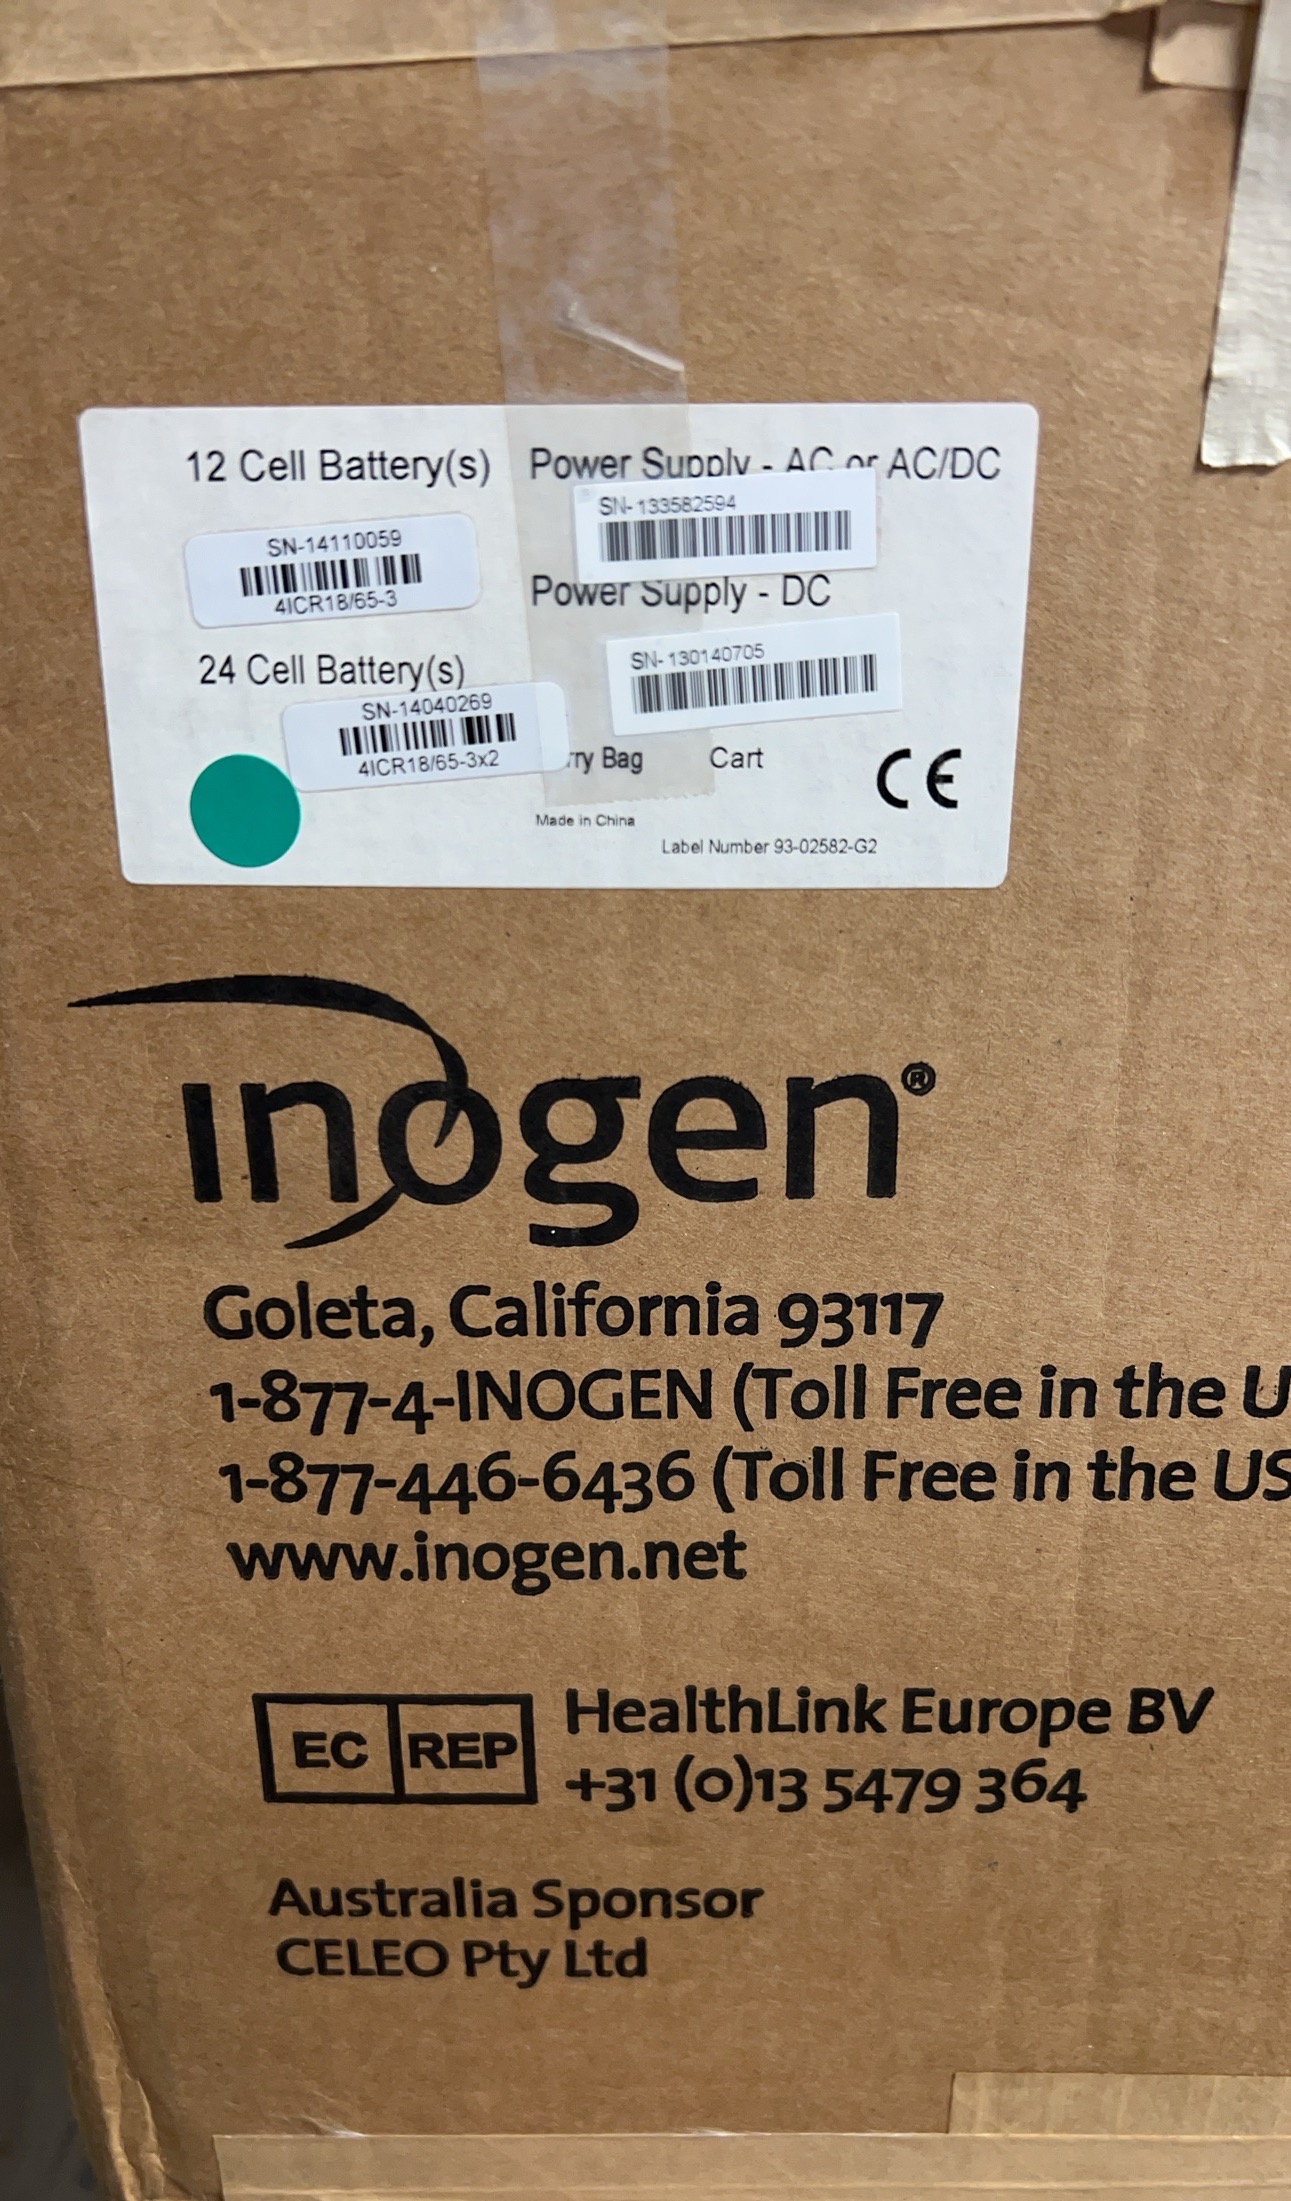 12 Cell Battery(s)
SN-14110059
4ICR18/65-3
24 Cell Battery(s)
SN-14040269
4ICR18/65-3x2
Power Supply - AC or AC/DC
SN-133582594
Power Supply - DC
SN-130140705
rry Bag Cart
CE
Made in China
Label Number 93-02582-G2
inogen®
Goleta, California 93117
1-877-4-INOGEN (Toll Free in the U
1-877-446-6436 (Toll Free in the US
www.inogen.net
EC REP
HealthLink Europe BV
+31 (0)13 5479 364
Australia Sponsor
CELEO Pty Ltd